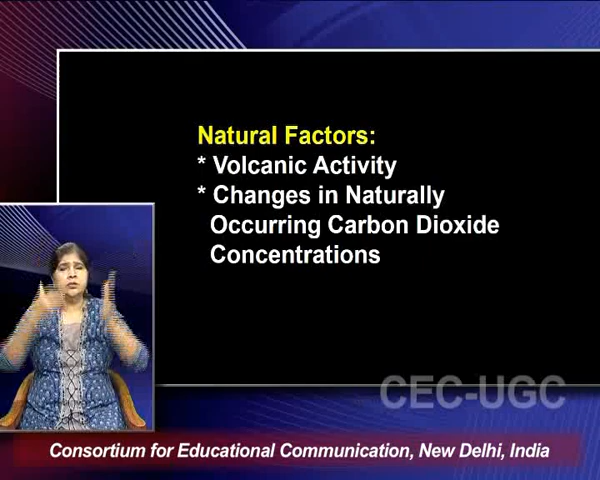 Natural Factors:
* Volcanic Activity
* Changes in Naturally
Occurring Carbon Dioxide
Concentrations
CEC-UGC
Consortium for Educational Communication, New Delhi, India